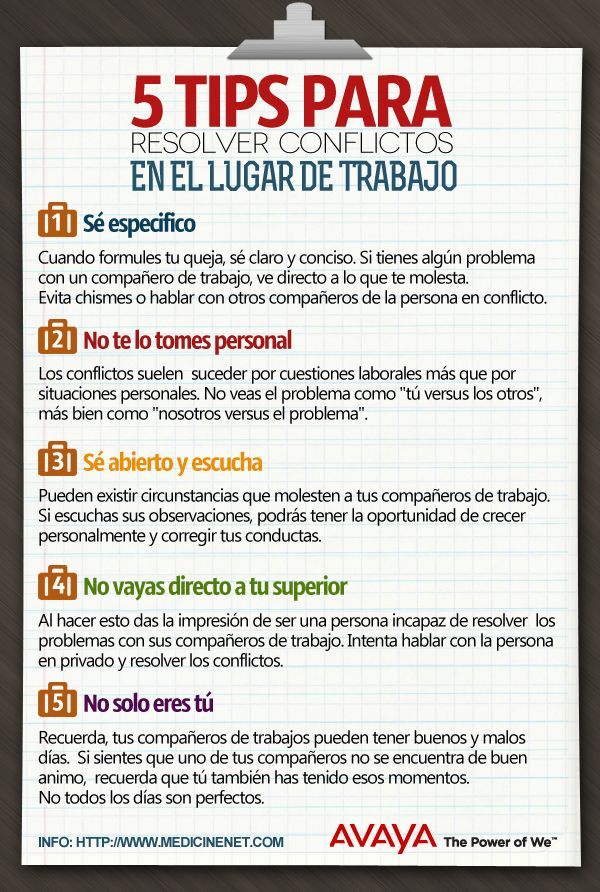 5 TIPS PARA
RESOLVER CONFLICTOS
EN EL LUGAR DE TRABAJO
1 Sé especifico
Cuando formules tu queja, sé claro y conciso. Si tienes algún problema
con un compañero de trabajo, ve directo a lo que te molesta.
Evita chismes o hablar con otros compañeros de la persona en conflicto.
2 No te lo tomes personal
Los conflictos suelen suceder por cuestiones laborales más que por
situaciones personales. No veas el problema como "tú versus los otros",
más bien como "nosotros versus el problema".
3 Sé abierto y escucha
Pueden existir circunstancias que molesten a tus compañeros de trabajo.
Si escuchas sus observaciones, podrás tener la oportunidad de crecer
personalmente y corregir tus conductas.
4 No vayas directo a tu superior
Al hacer esto das la impresión de ser una persona incapaz de resolver los
problemas con sus compañeros de trabajo. Intenta hablar con la persona
en privado y resolver los conflictos.
5 No solo eres tú
Recuerda, tus compañeros de trabajos pueden tener buenos y malos
días. Si sientes que uno de tus compañeros no se encuentra de buen
animo, recuerda que tú también has tenido esos momentos.
No todos los días son perfectos.
INFO: HTTP://WWW.MEDICINENET.COM AVAYA The Power of We™